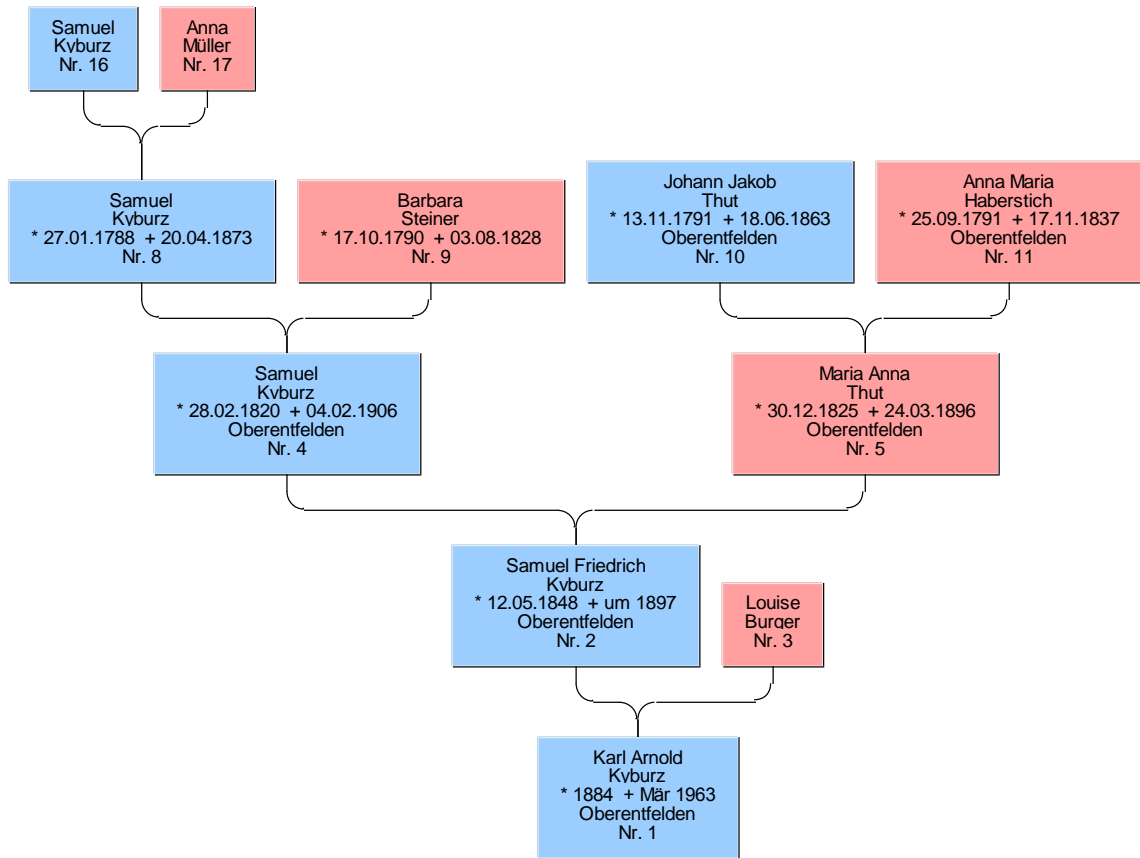 Samuel
Kyburz
Nr. 16
Anna
Müller
Nr. 17
Samuel
Kyburz
* 27.01.1788 + 20.04.1873
Nr. 8
Barbara
Steiner
* 17.10.1790 + 03.08.1828
Nr. 9
Johann Jakob
Thut
* 13.11.1791 + 18.06.1863
Oberentfelden
Nr. 10
Anna Maria
Haberstich
* 25.09.1791 + 17.11.1837
Oberentfelden
Nr. 11
Samuel
Kyburz
* 28.02.1820 + 04.02.1906
Oberentfelden
Nr. 4
Maria Anna
Thut
* 30.12.1825 + 24.03.1896
Oberentfelden
Nr. 5
Samuel Friedrich
Kyburz
* 12.05.1848 + um 1897
Oberentfelden
Nr. 2
Louise
Burger
Nr. 3
Karl Arnold
Kyburz
* 1884 + Mär 1963
Oberentfelden
Nr. 1